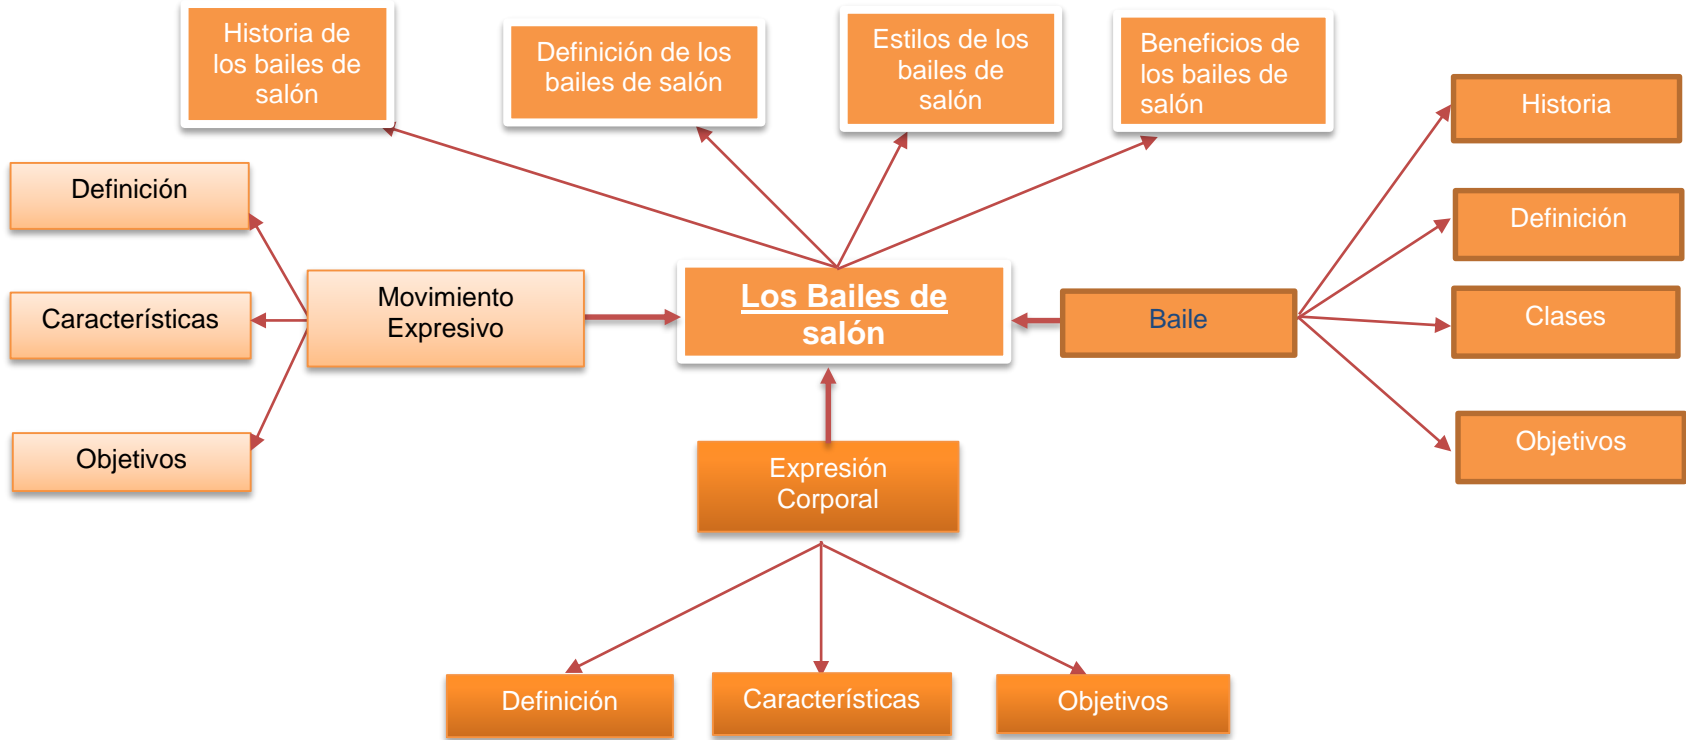 Historia de
los bailes de
salón
Definición de los
bailes de salón
Estilos de los
bailes de
salón
Beneficios de
los bailes de
salón
Historia
Definición
Definición
Características
Movimiento
Expresivo
Los Bailes de
salón
Baile
Clases
Objetivos
Objetivos
Expresión
Corporal
Definición
Características
Objetivos